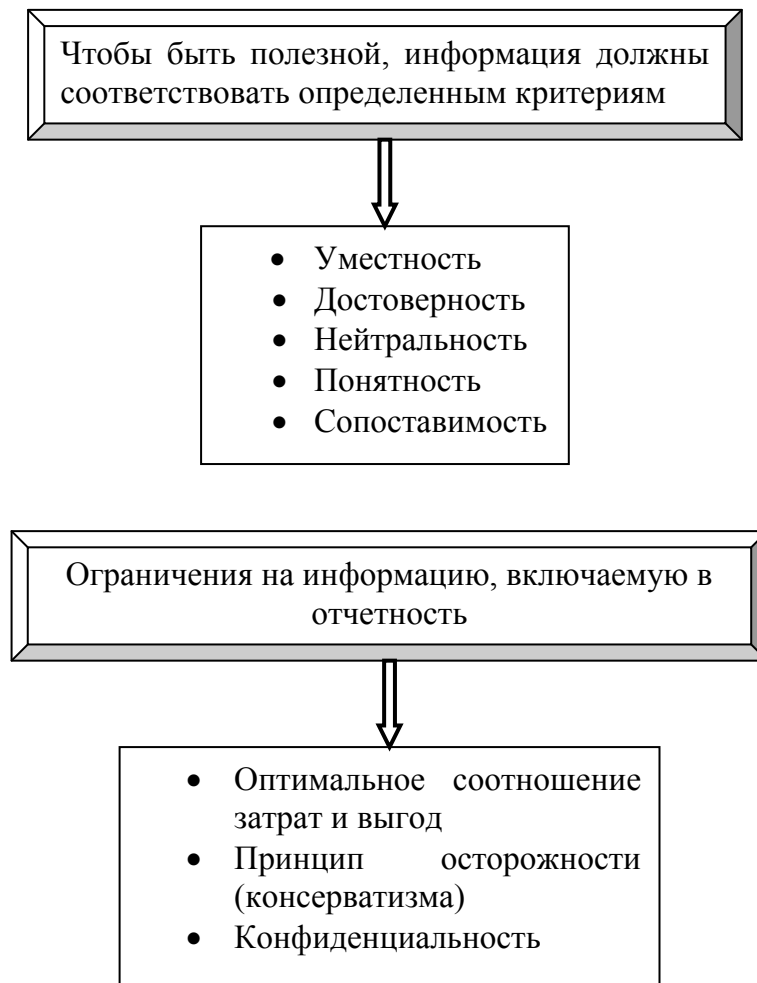 Чтобы быть полезной, информация должны
соответствовать определенным критериям
• Уместность
• Достоверность
• Нейтральность
• Понятность
• Сопоставимость
Ограничения на информацию, включаемую в
отчетность
• Оптимальное соотношение
затрат и выгод
• Принцип осторожности
(консерватизма)
• Конфиденциальность